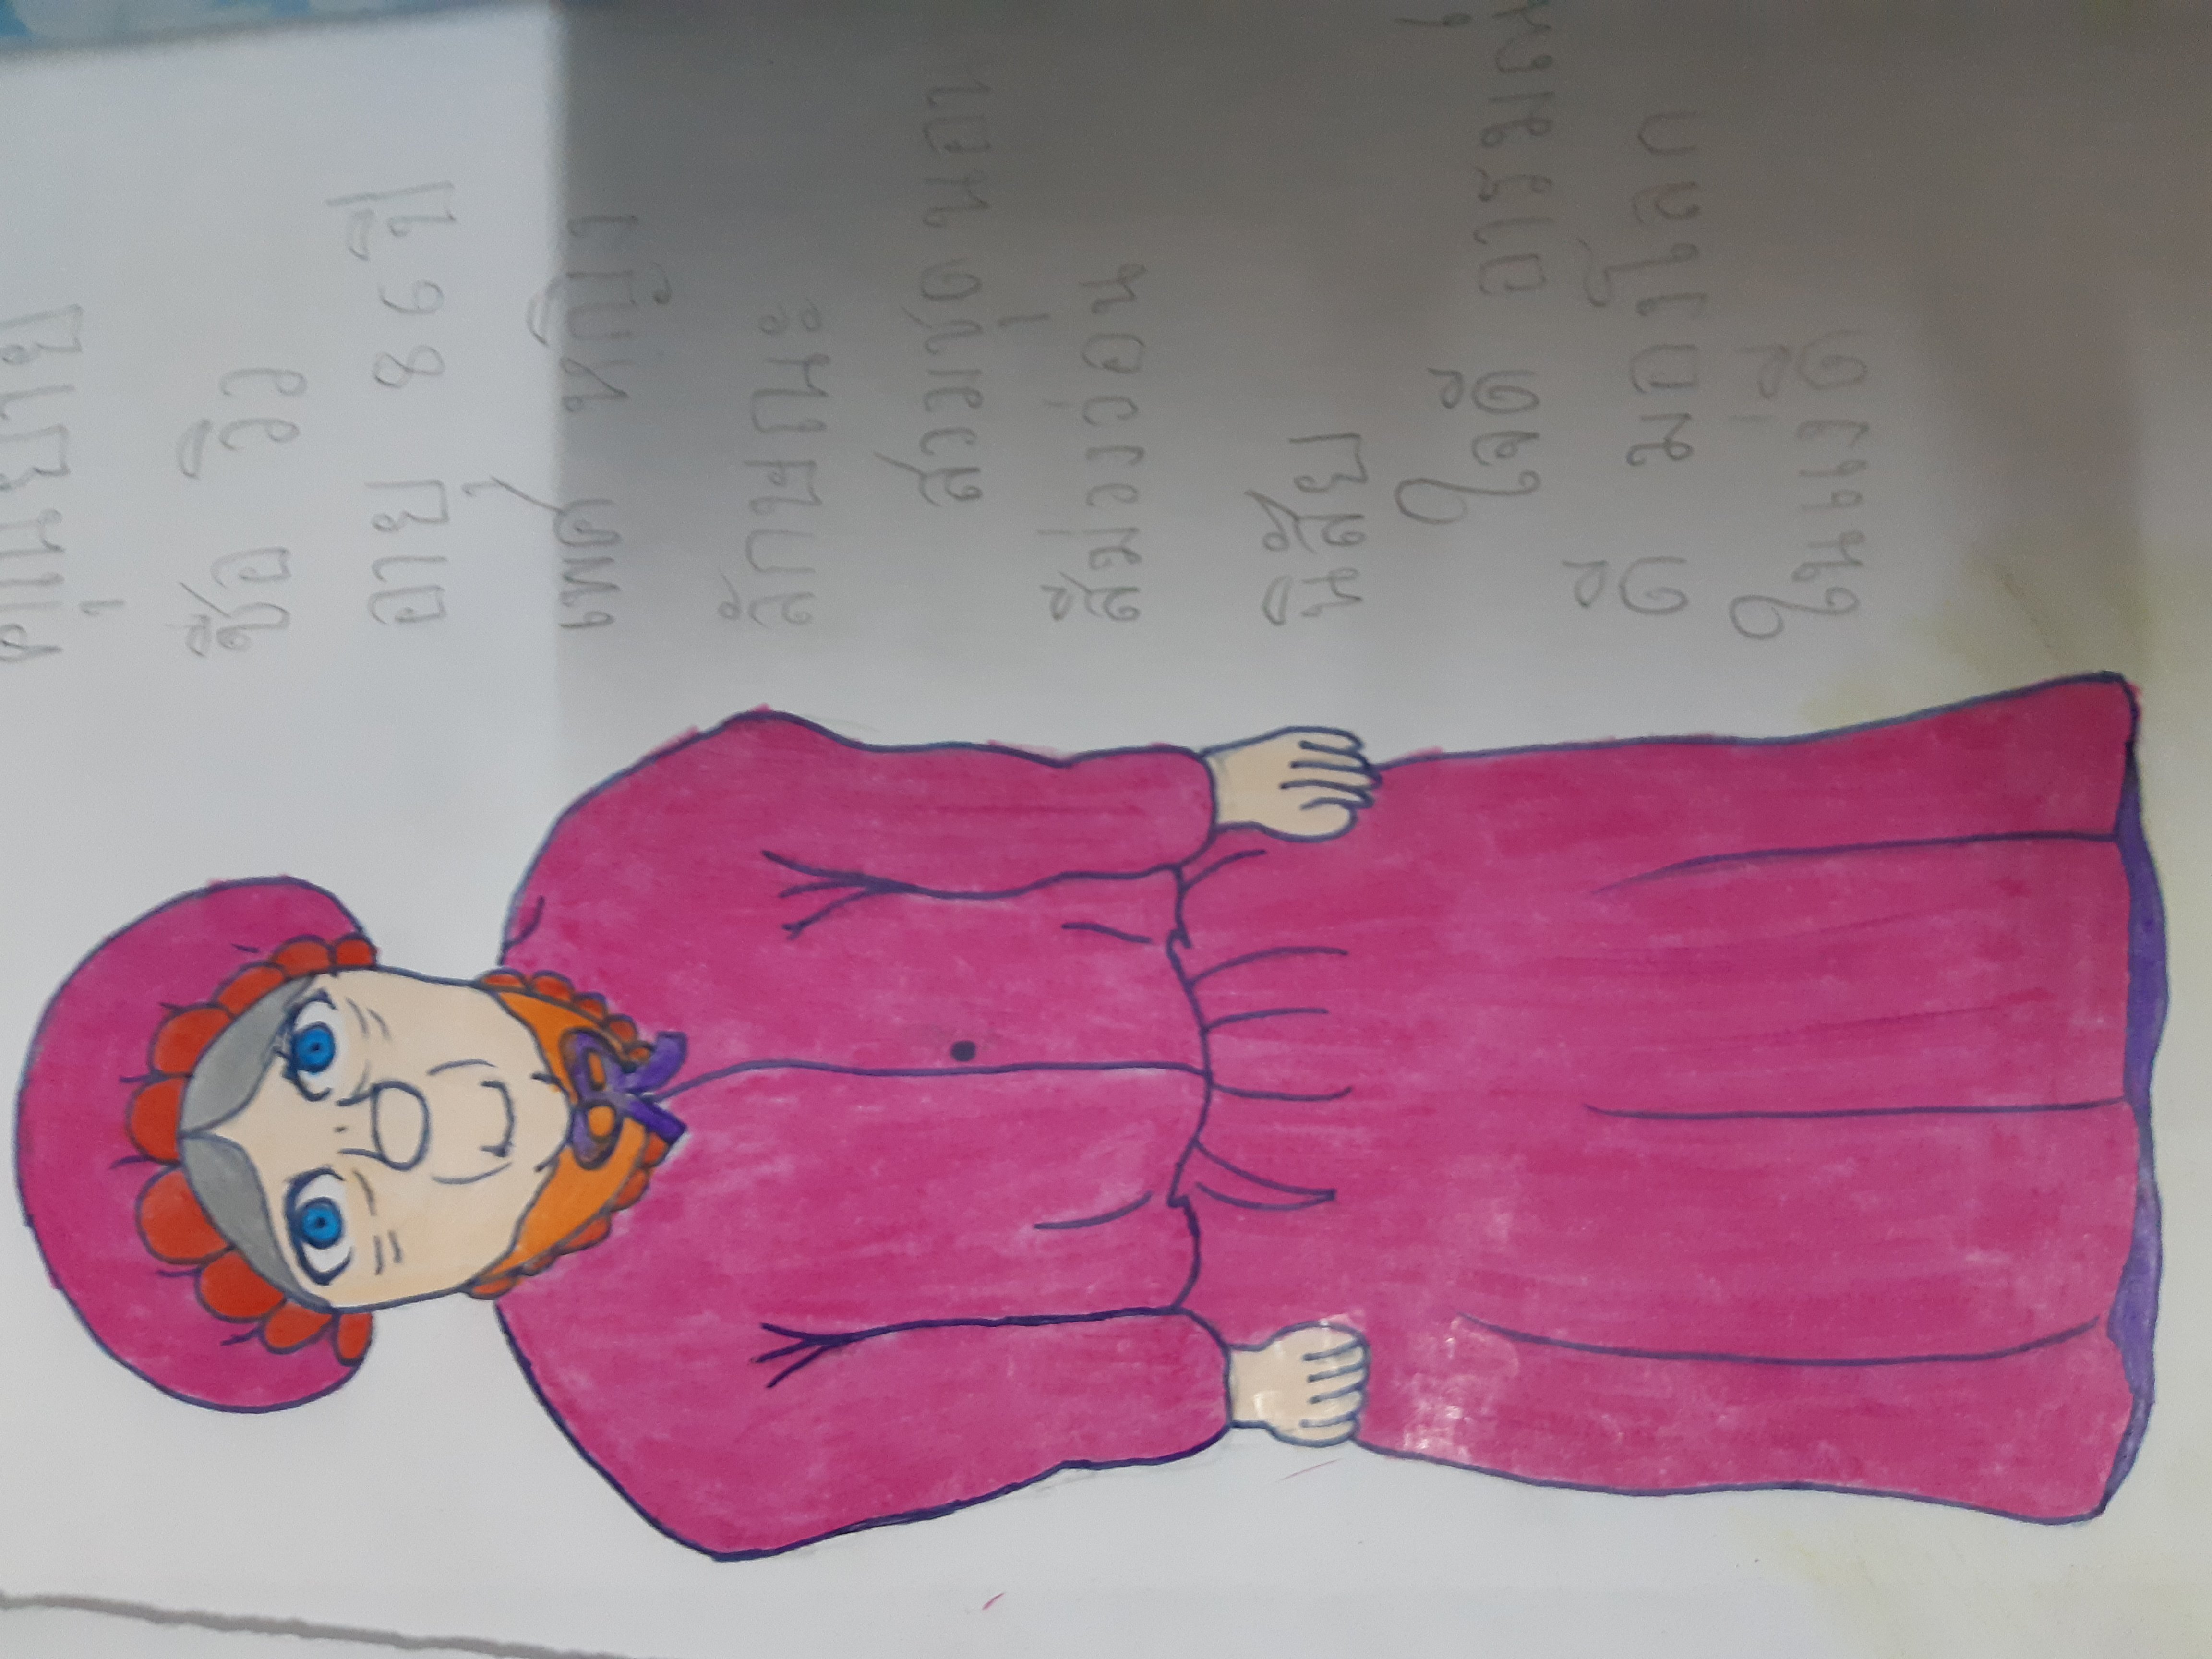 คุณยาย
ชื่อ วิว
อายุ 86 ปี
เพศ หญิง
ลักษณะ
สวมชุดนอน
สีม่วงอ่อน
นิสัย
ใจดี อารมณ์
ดี มองโลก
ในแง่ดี